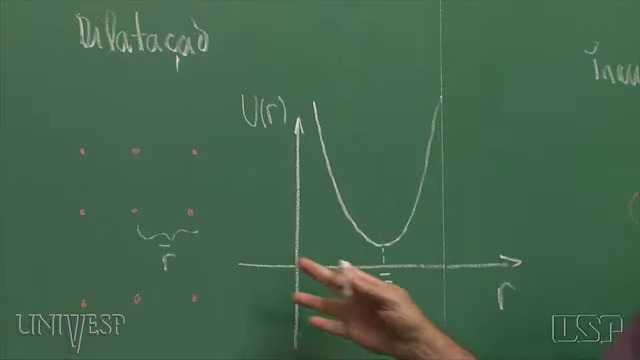 Dilatação
U(r)
r
r
UNIVESP
USP